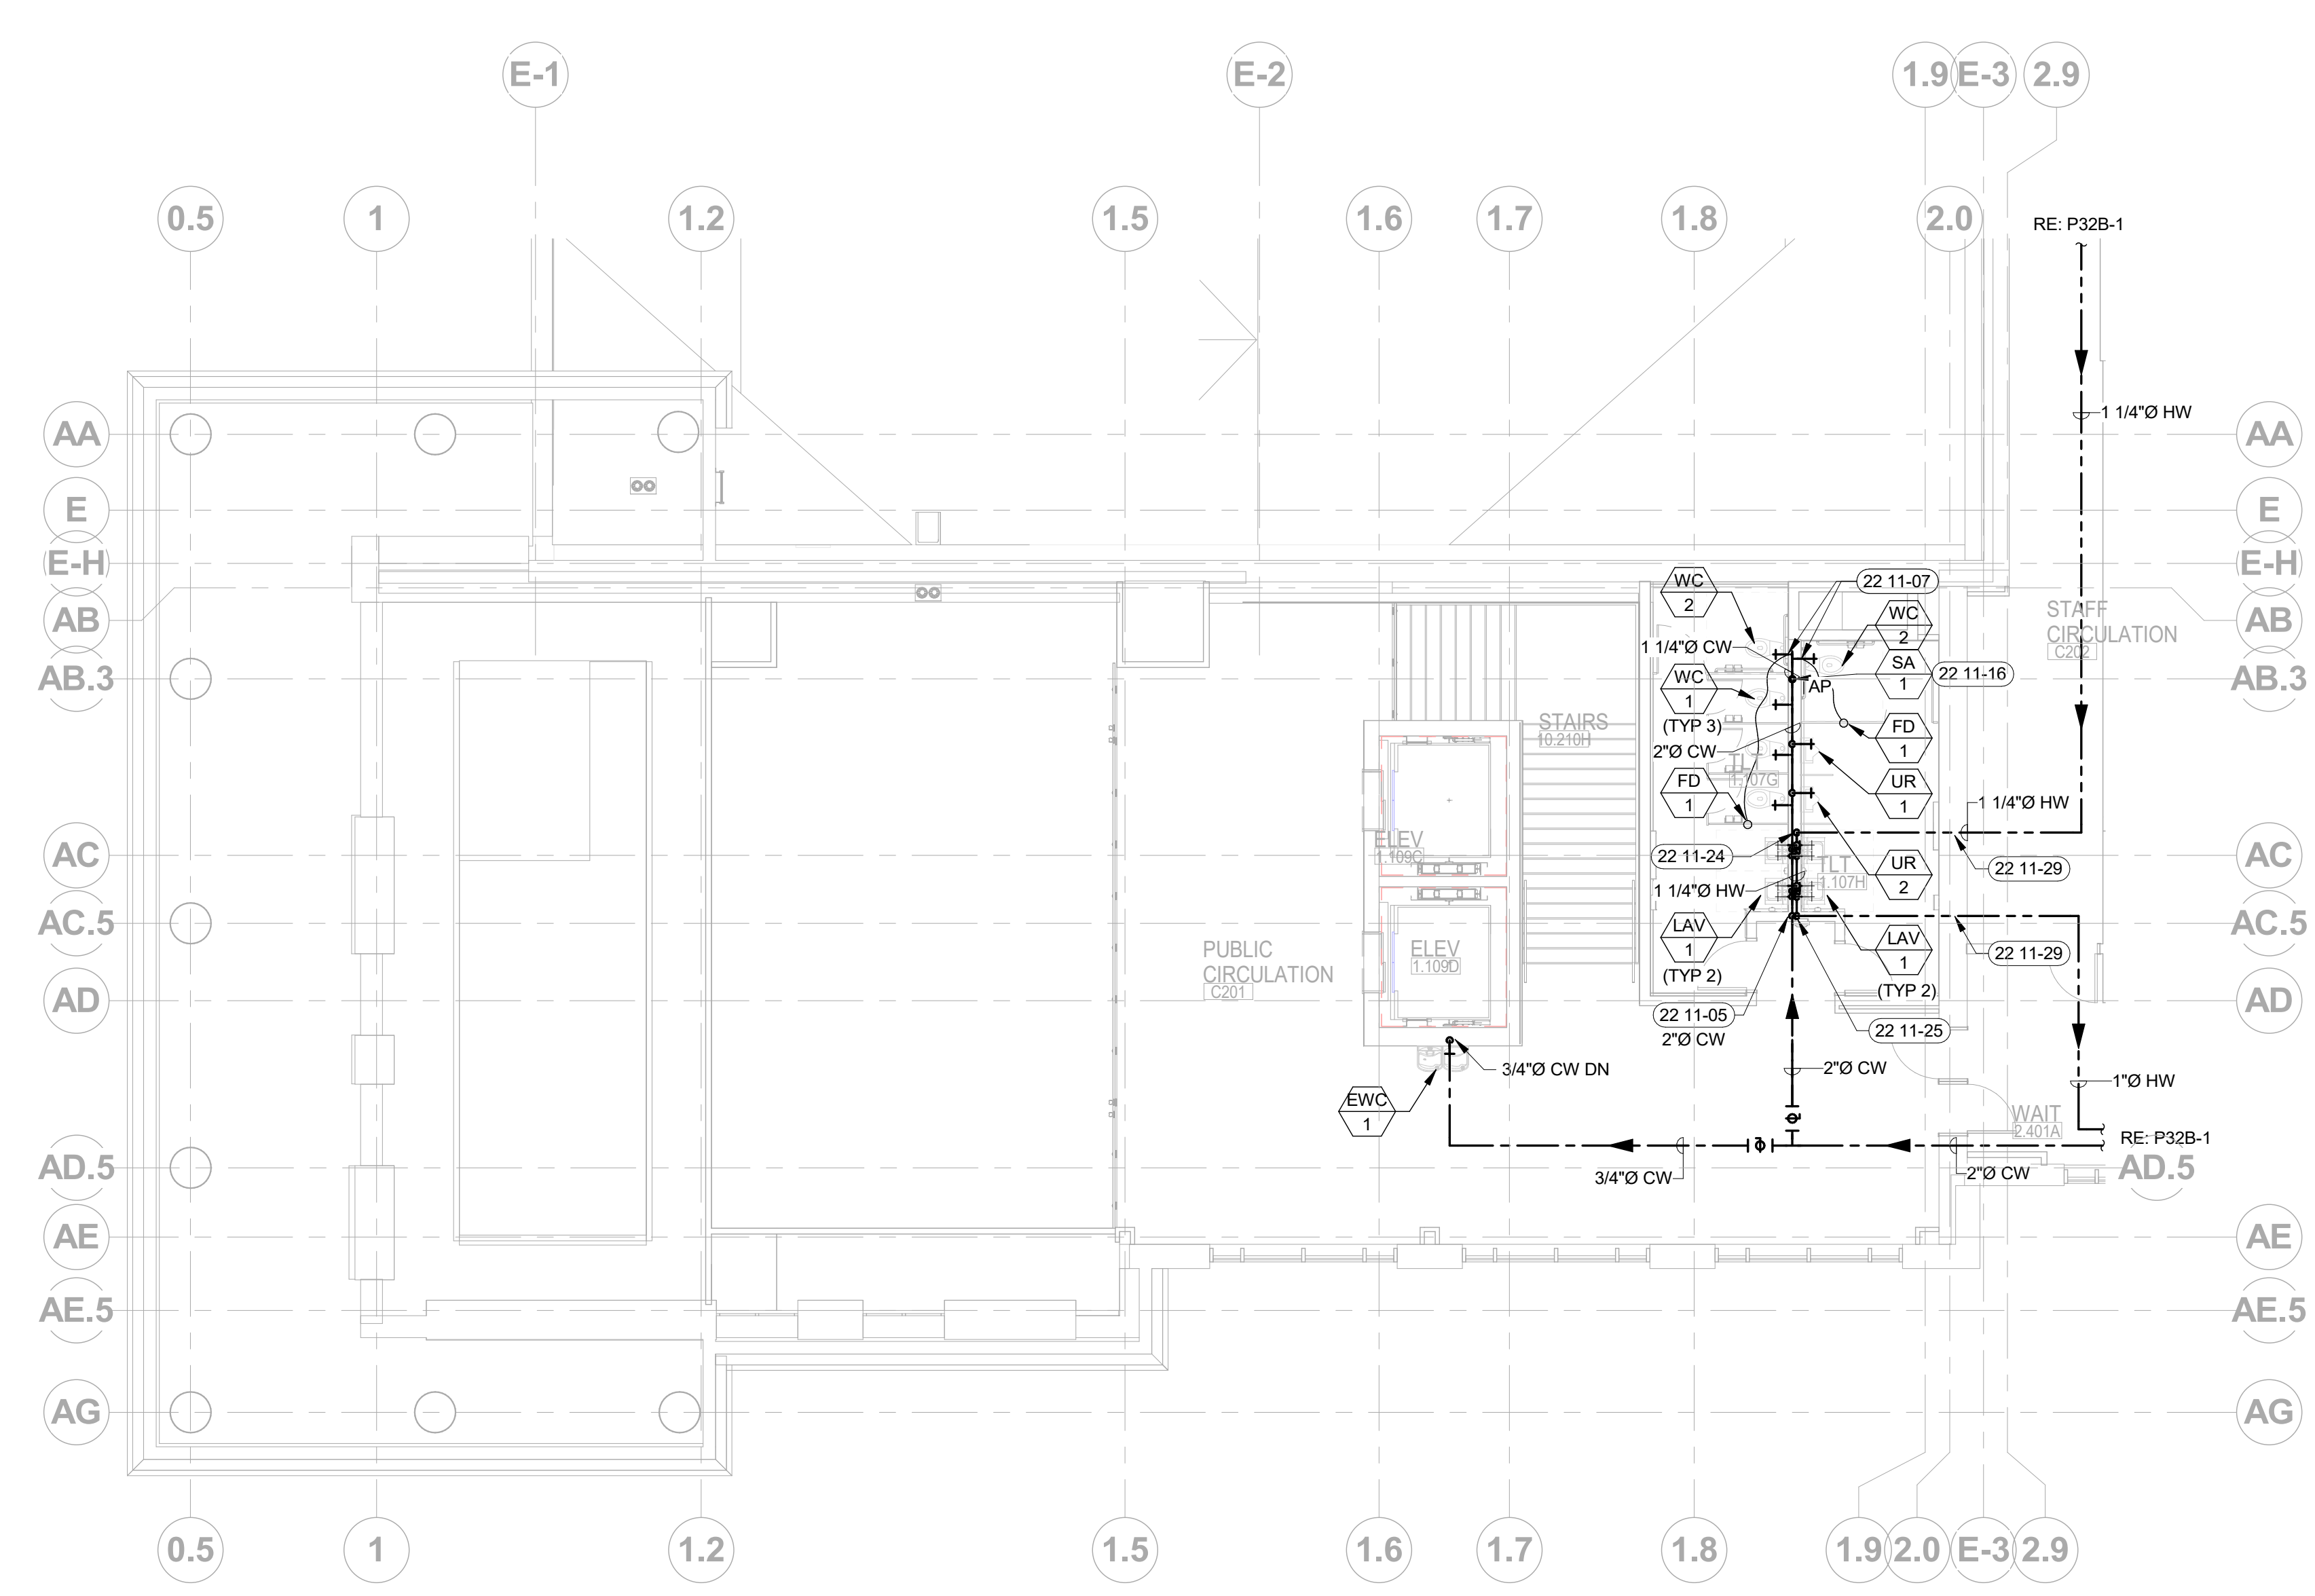 E-1
E-2
1.9
E-3
2.9
0.5
1
1.2
1.5
1.6
1.7
1.8
2.0
RE: P32B-1
1 1/4"Ø HW
AA
AA
E
E
E-H
E-H
AB
AB
AB.3
AB.3
WC
2
22 11-07
WC
2
STAFF
CIRCULATION
C202
1 1/4"Ø CW
SA
1
22 11-16
AP
WC
1
(TYP 3)
STAIRS
10.210H
FD
1
2"Ø CW
TLT
1.107G
FD
1
UR
1
1 1/4"Ø HW
AC
AC
ELEV
1.109C
22 11-24
TLT
1.107H
UR
2
22 11-29
1 1/4"Ø HW
AC.5
AC.5
LAV
1
(TYP 2)
LAV
1
(TYP 2)
22 11-29
PUBLIC
CIRCULATION
C201
ELEV
1.109D
AD
AD
22 11-05
2"Ø CW
22 11-25
3/4"Ø CW DN
2"Ø CW
1"Ø HW
EWC
1
WAIT
2.401A
RE: P32B-1
AD.5
AD.5
3/4"Ø CW
2"Ø CW
AE
AE
AE.5
AE.5
AG
AG
0.5
1
1.2
1.5
1.6
1.7
1.8
1.9
2.0
E-3
2.9